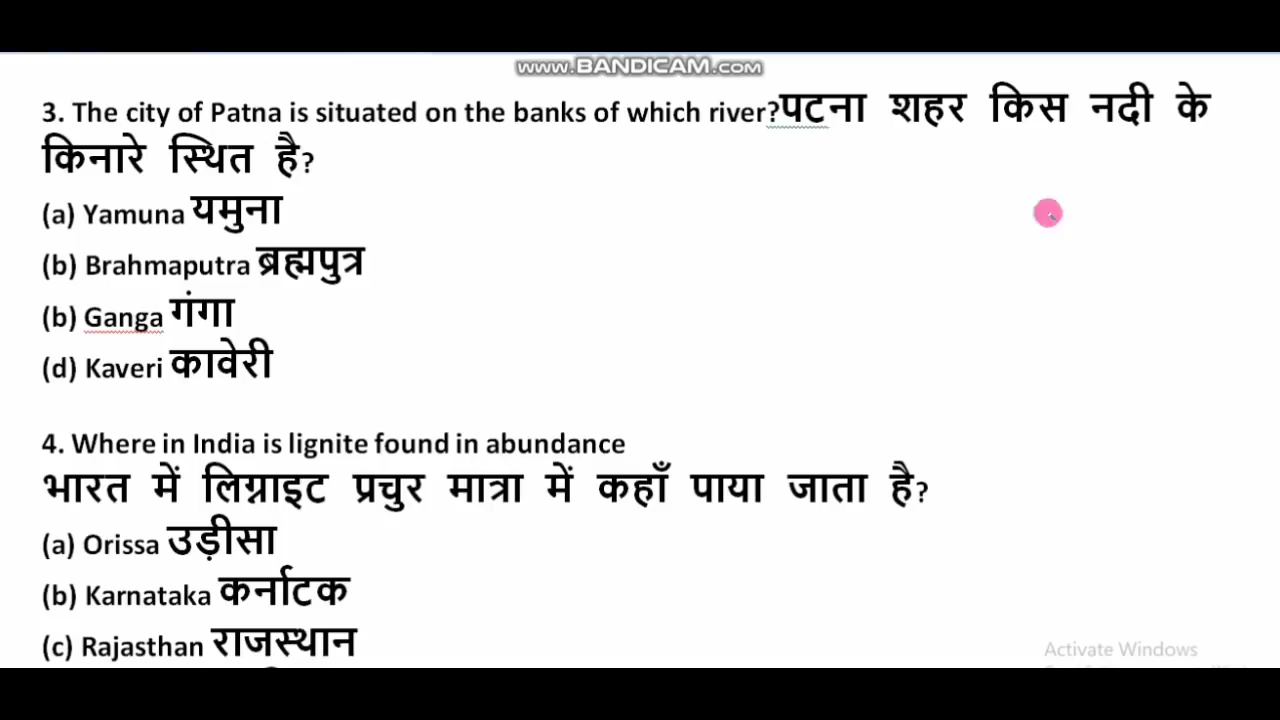 www.BANDICAM.com
3. The city of Patna is situated on the banks of which river?पटना शहर किस नदी के
किनारे स्थित है?
(a) Yamuna यमुना
(b) Brahmaputra ब्रह्मपुत्र
(b) Ganga गंगा
(d) Kaveri कावेरी
4. Where in India is lignite found in abundance
भारत में लिग्नाइट प्रचुर मात्रा में कहाँ पाया जाता है?
(a) Orissa उड़ीसा
(b) Karnataka कर्नाटक
(c) Rajasthan राजस्थान
Activate Windows